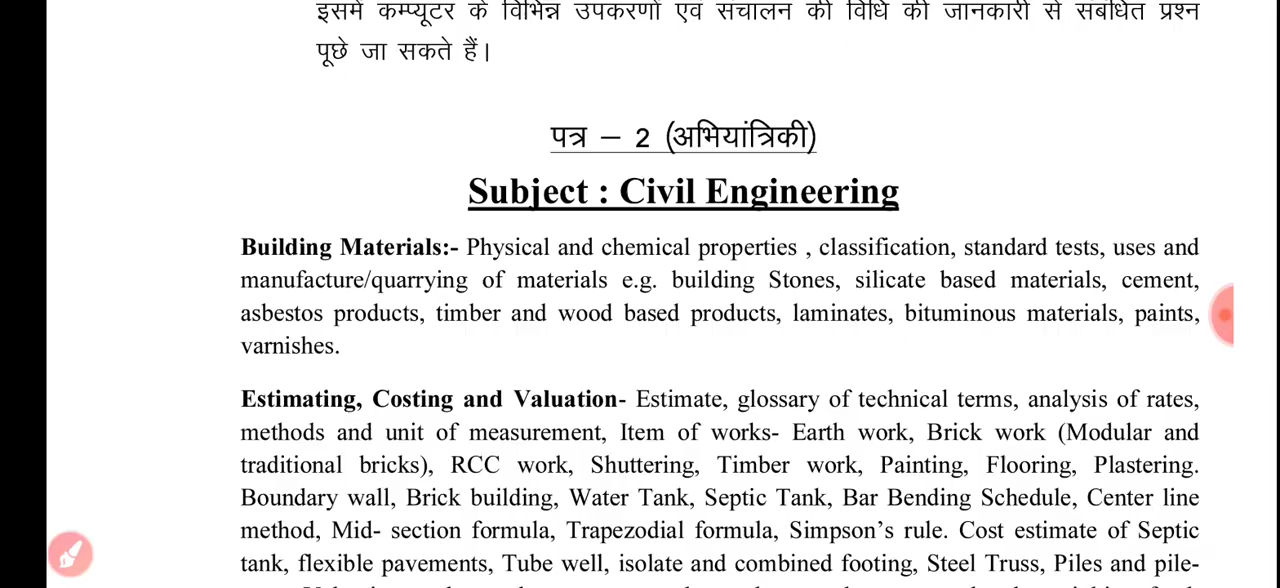 इसमें कम्प्यूटर के विभिन्न उपकरणों एवं संचालन की विधि की जानकारी से संबंधित प्रश्न
पूछे जा सकते हैं।
पत्र – 2 (अभियांत्रिकी)
Subject : Civil Engineering
Building Materials:- Physical and chemical properties , classification, standard tests, uses and
manufacture/quarrying of materials e.g. building Stones, silicate based materials, cement,
asbestos products, timber and wood based products, laminates, bituminous materials, paints,
varnishes.
Estimating, Costing and Valuation- Estimate, glossary of technical terms, analysis of rates,
methods and unit of measurement, Item of works- Earth work, Brick work (Modular and
traditional bricks), RCC work, Shuttering, Timber work, Painting, Flooring, Plastering.
Boundary wall, Brick building, Water Tank, Septic Tank, Bar Bending Schedule, Center line
method, Mid- section formula, Trapezodial formula, Simpson’s rule. Cost estimate of Septic
tank, flexible pavements, Tube well, isolate and combined footing, Steel Truss, Piles and pile-